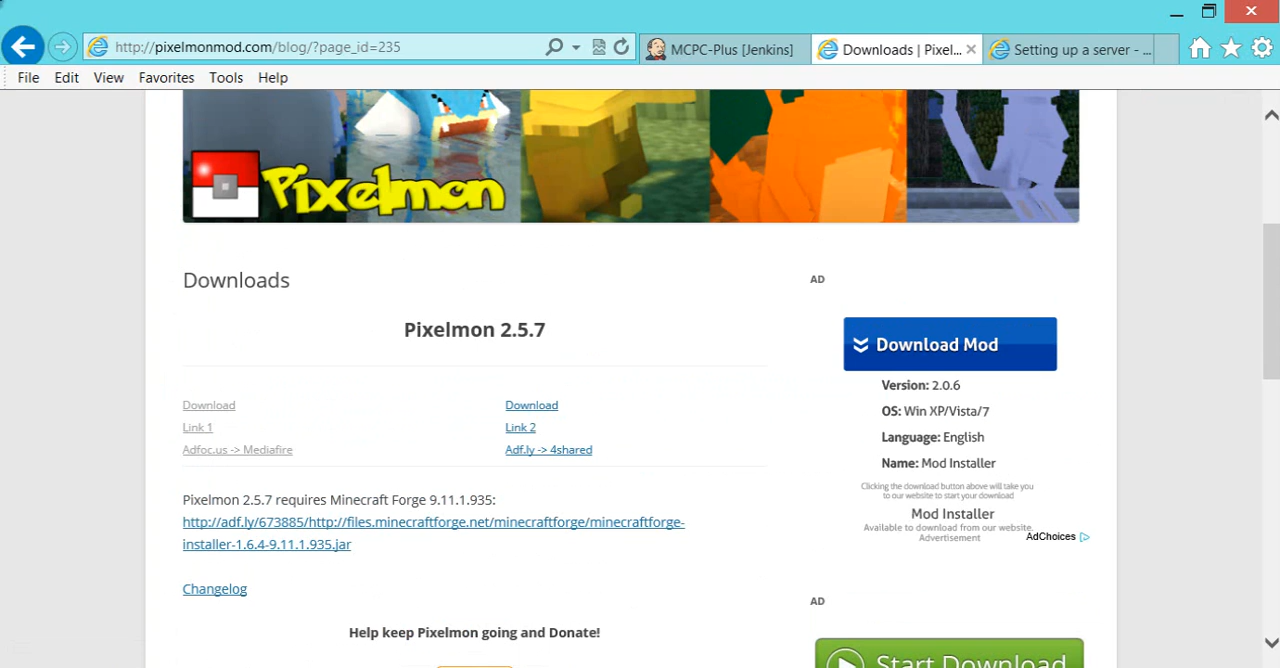 http://pixelmonmod.com/blog/?page_id=235
MCPC-Plus [Jenkins]
Downloads | Pixel...
Setting up a server - ...
File Edit View Favorites Tools Help
Pixelmon
Downloads
Pixelmon 2.5.7
Download
Link 1
Adfoc.us -> Mediafire
Download
Link 2
Adf.ly -> 4shared
Pixelmon 2.5.7 requires Minecraft Forge 9.11.1.935:
http://adf.ly/673885/http://files.minecraftforge.net/minecraftforge/minecraftforge-
installer-1.6.4-9.11.1.935.jar
Changelog
Help keep Pixelmon going and Donate!
AD
Download Mod
Version: 2.0.6
OS: Win XP/Vista/7
Language: English
Name: Mod Installer
Clicking the download button above will take you
to our website to start your download
Mod Installer
Available to download from our website.
Advertisement
AdChoices
AD
Start Download